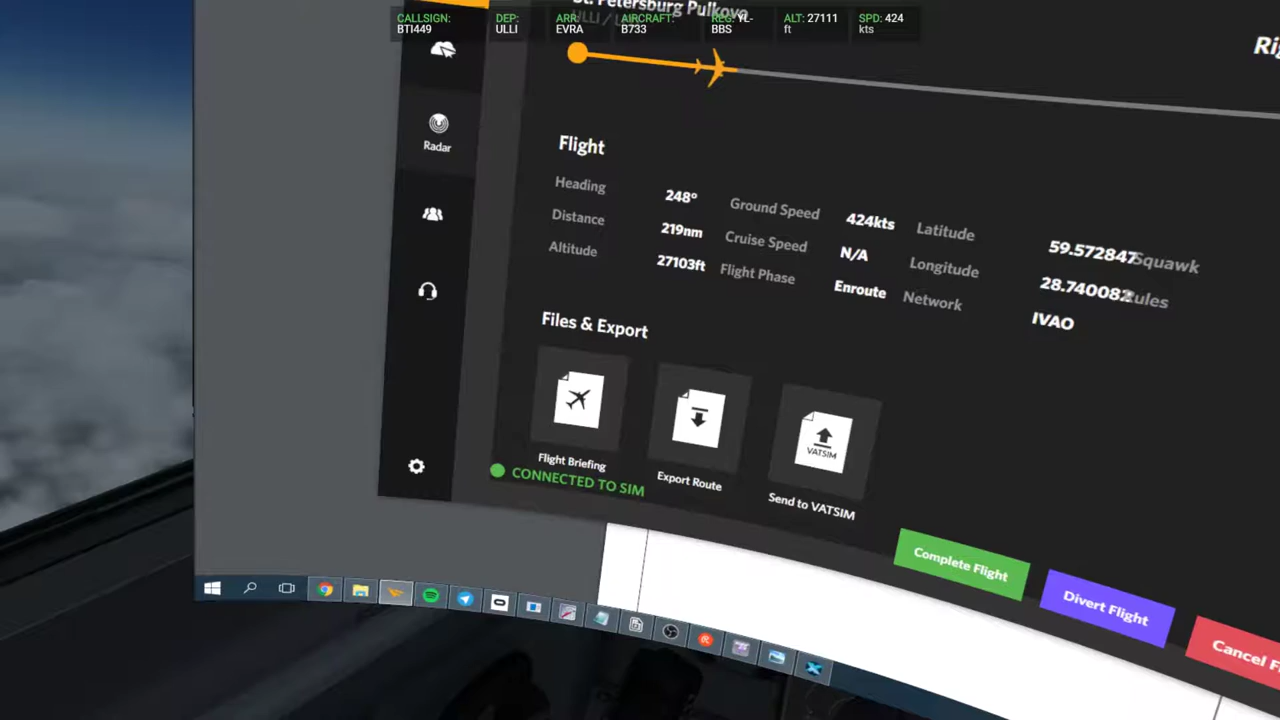 St. Petersburg Pulkovo
ULLI /
CALLSIGN: BTI449
DEP: ULLI
ARR: EVRA
AIRCRAFT: B733
REG: YL-BBS
ALT: 27111 ft
SPD: 424 kts
Radar
Flight
Heading 248°
Distance 219nm
Altitude 27103ft
Ground Speed 424kts
Cruise Speed N/A
Flight Phase Enroute
Latitude 59.572847
Longitude 28.740082
Network IVAO
Squawk
Rules
Files & Export
Flight Briefing
Export Route
VATSIM
Send to VATSIM
CONNECTED TO SIM
Complete Flight
Divert Flight
Cancel F